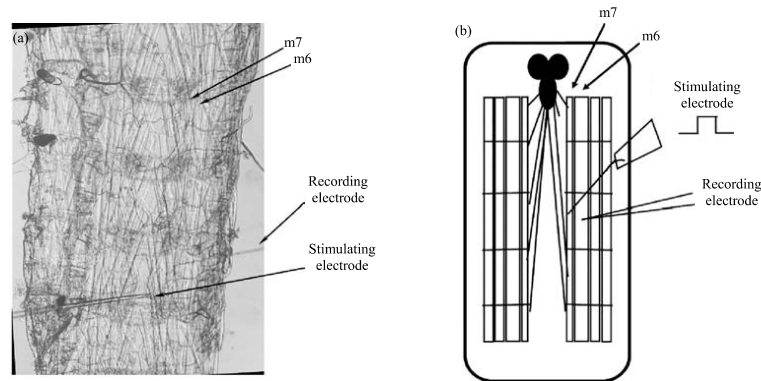 (a)
m7
m6
Recording
electrode
Stimulating
electrode
(b)
m7
m6
Stimulating
electrode
Recording
electrode